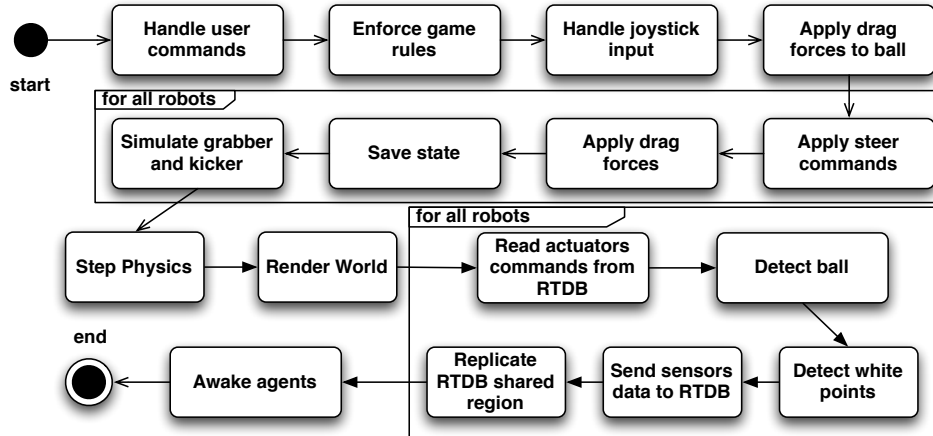 Handle user
commands
Enforce game
rules
Handle joystick
input
Apply drag
forces to ball
start
for all robots
Simulate grabber
and kicker
Save state
Apply drag
forces
Apply steer
commands
for all robots
Step Physics
Render World
Read actuators
commands from
RTDB
Detect ball
end
Awake agents
Replicate
RTDB shared
region
Send sensors
data to RTDB
Detect white
points